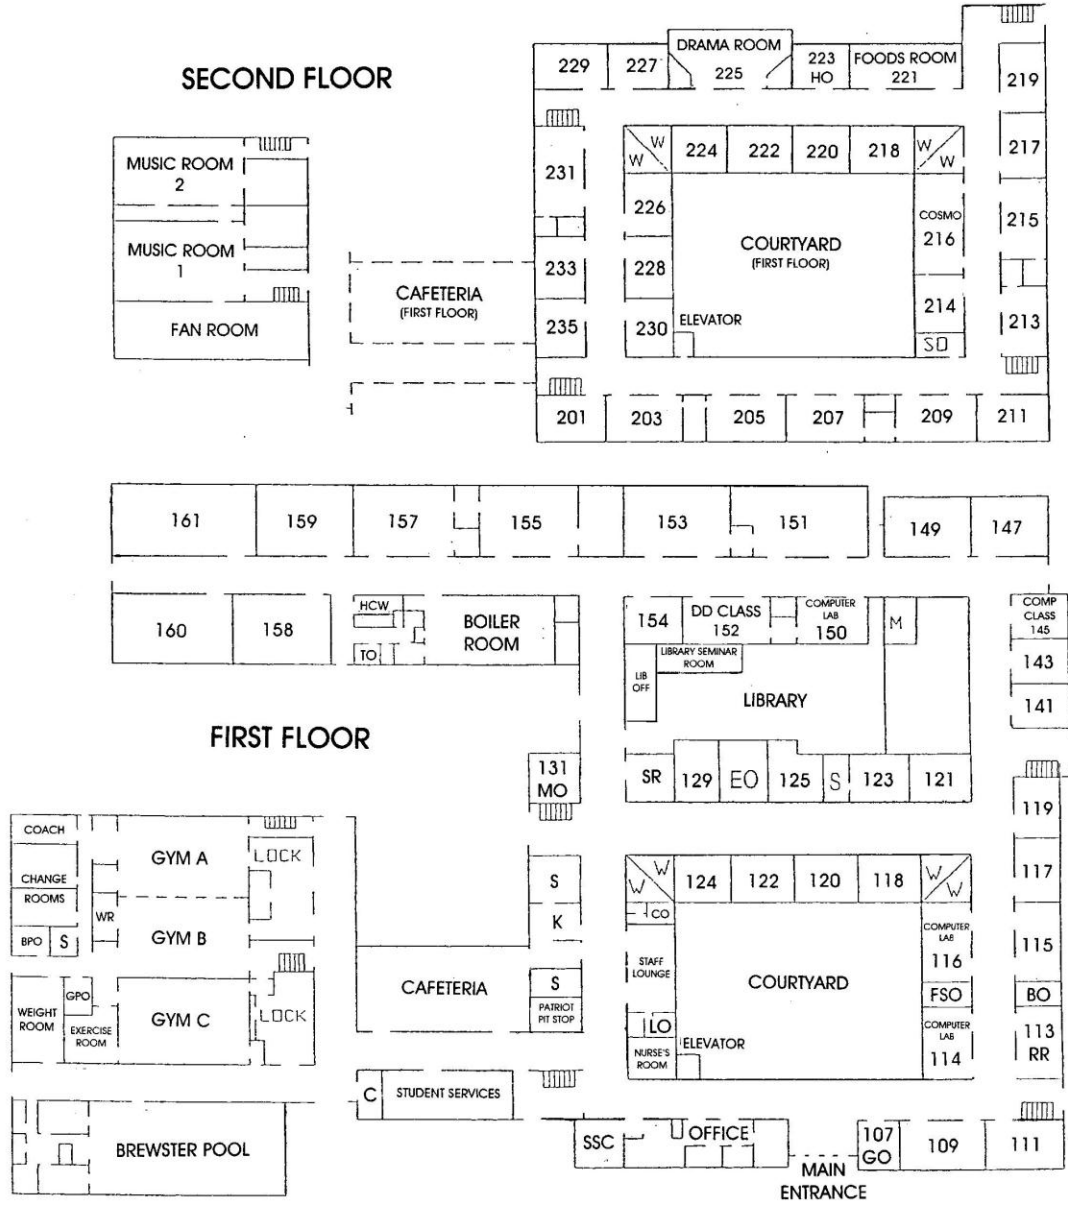 SECOND FLOOR
DRAMA ROOM
225
229
227
223
HO
FOODS ROOM
221
219
MUSIC ROOM
2
231
W
W
224
222
220
218
W
W
217
226
COSMO
216
215
MUSIC ROOM
1
COURTYARD
(FIRST FLOOR)
233
228
CAFETERIA
(FIRST FLOOR)
214
213
FAN ROOM
235
230
ELEVATOR
SO
201
203
205
207
209
211
161
159
157
155
153
151
149
147
160
158
HCW
TO
BOILER
ROOM
154
DD CLASS
152
COMPUTER
LAB
150
M
COMP
CLASS
145
LIBRARY SEMINAR
ROOM
143
LIB
OFF
LIBRARY
141
FIRST FLOOR
131
MO
SR
129
EO
125
S
123
121
119
COACH
GYM A
LOCK
CHANGE
ROOMS
S
W
W
124
122
120
118
W
W
117
WR
K
CO
BPO
S
GYM B
COMPUTER
LAB
116
115
STAFF
LOUNGE
COURTYARD
S
CAFETERIA
FSO
BO
WEIGHT
ROOM
GPO
EXERCISE
ROOM
GYM C
LOCK
PATRIOT
PIT STOP
LO
COMPUTER
LAB
114
113
RR
NURSE'S
ROOM
ELEVATOR
C
STUDENT SERVICES
BREWSTER POOL
SSC
OFFICE
107
GO
109
111
MAIN
ENTRANCE